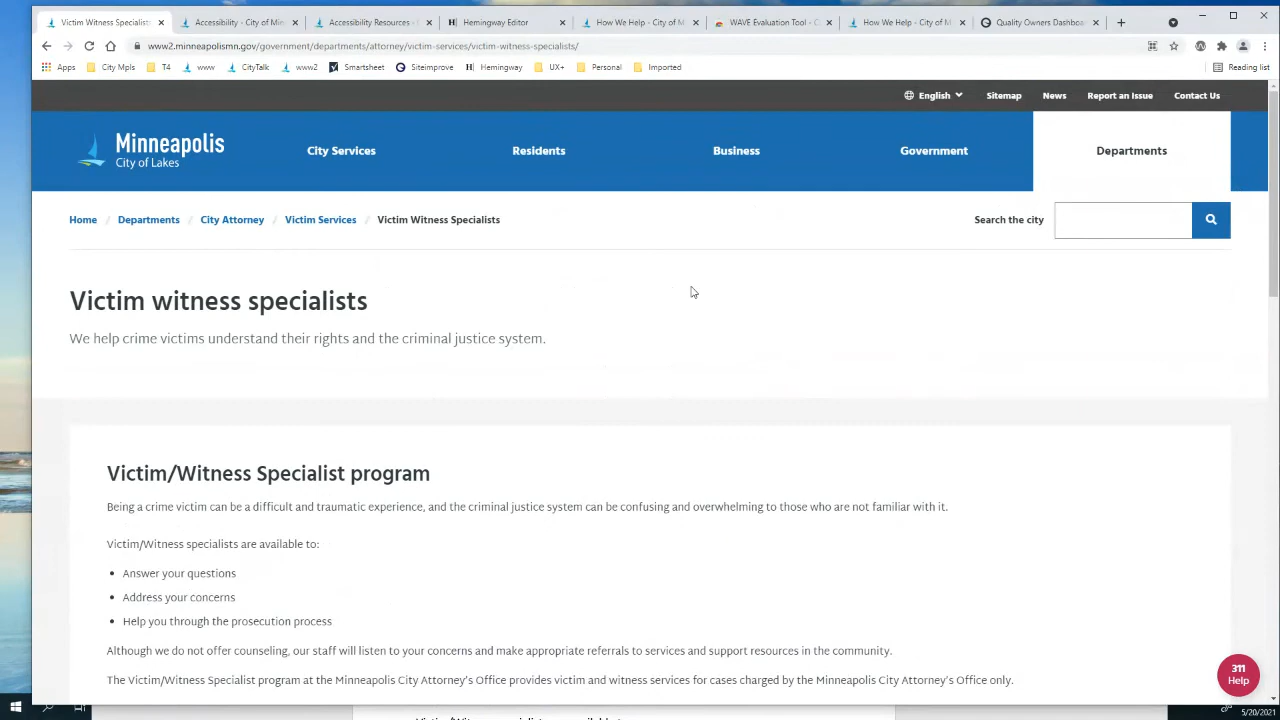 Victim Witness Specialists
Accessibility - City of Minne
Accessibility Resources -
Hemingway Editor
How We Help - City of M
WAVE Evaluation Tool - C
How We Help - City of M
Quality Owners Dashboa
www2.minneapolismn.gov/government/departments/attorney/victim-services/victim-witness-specialists/
Apps City Mpls T4 www CityTalk www2 Smartsheet Siteimprove Hemingway UX+ Personal Imported Reading list
English Sitemap News Report an Issue Contact Us
Minneapolis
City of Lakes
City Services Residents Business Government Departments
Home / Departments / City Attorney / Victim Services / Victim Witness Specialists
Search the city
Victim witness specialists
We help crime victims understand their rights and the criminal justice system.
Victim/Witness Specialist program
Being a crime victim can be a difficult and traumatic experience, and the criminal justice system can be confusing and overwhelming to those who are not familiar with it.
Victim/Witness specialists are available to:
• Answer your questions
• Address your concerns
• Help you through the prosecution process
Although we do not offer counseling, our staff will listen to your concerns and make appropriate referrals to services and support resources in the community.
The Victim/Witness Specialist program at the Minneapolis City Attorney's Office provides victim and witness services for cases charged by the Minneapolis City Attorney's Office only.
311
Help
5/20/2021